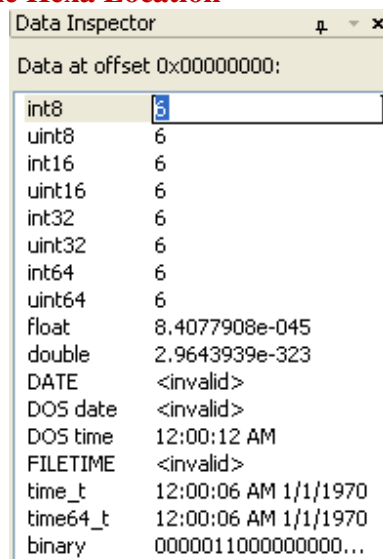 Hexa Location
Data Inspector
Data at offset 0x00000000:
int8 6
uint8 6
int16 6
uint16 6
int32 6
uint32 6
int64 6
uint64 6
float 8.4077908e-045
double 2.9643939e-323
DATE <invalid>
DOS date <invalid>
DOS time 12:00:12 AM
FILETIME <invalid>
time_t 12:00:06 AM 1/1/1970
time64_t 12:00:06 AM 1/1/1970
binary 0000011000000000...